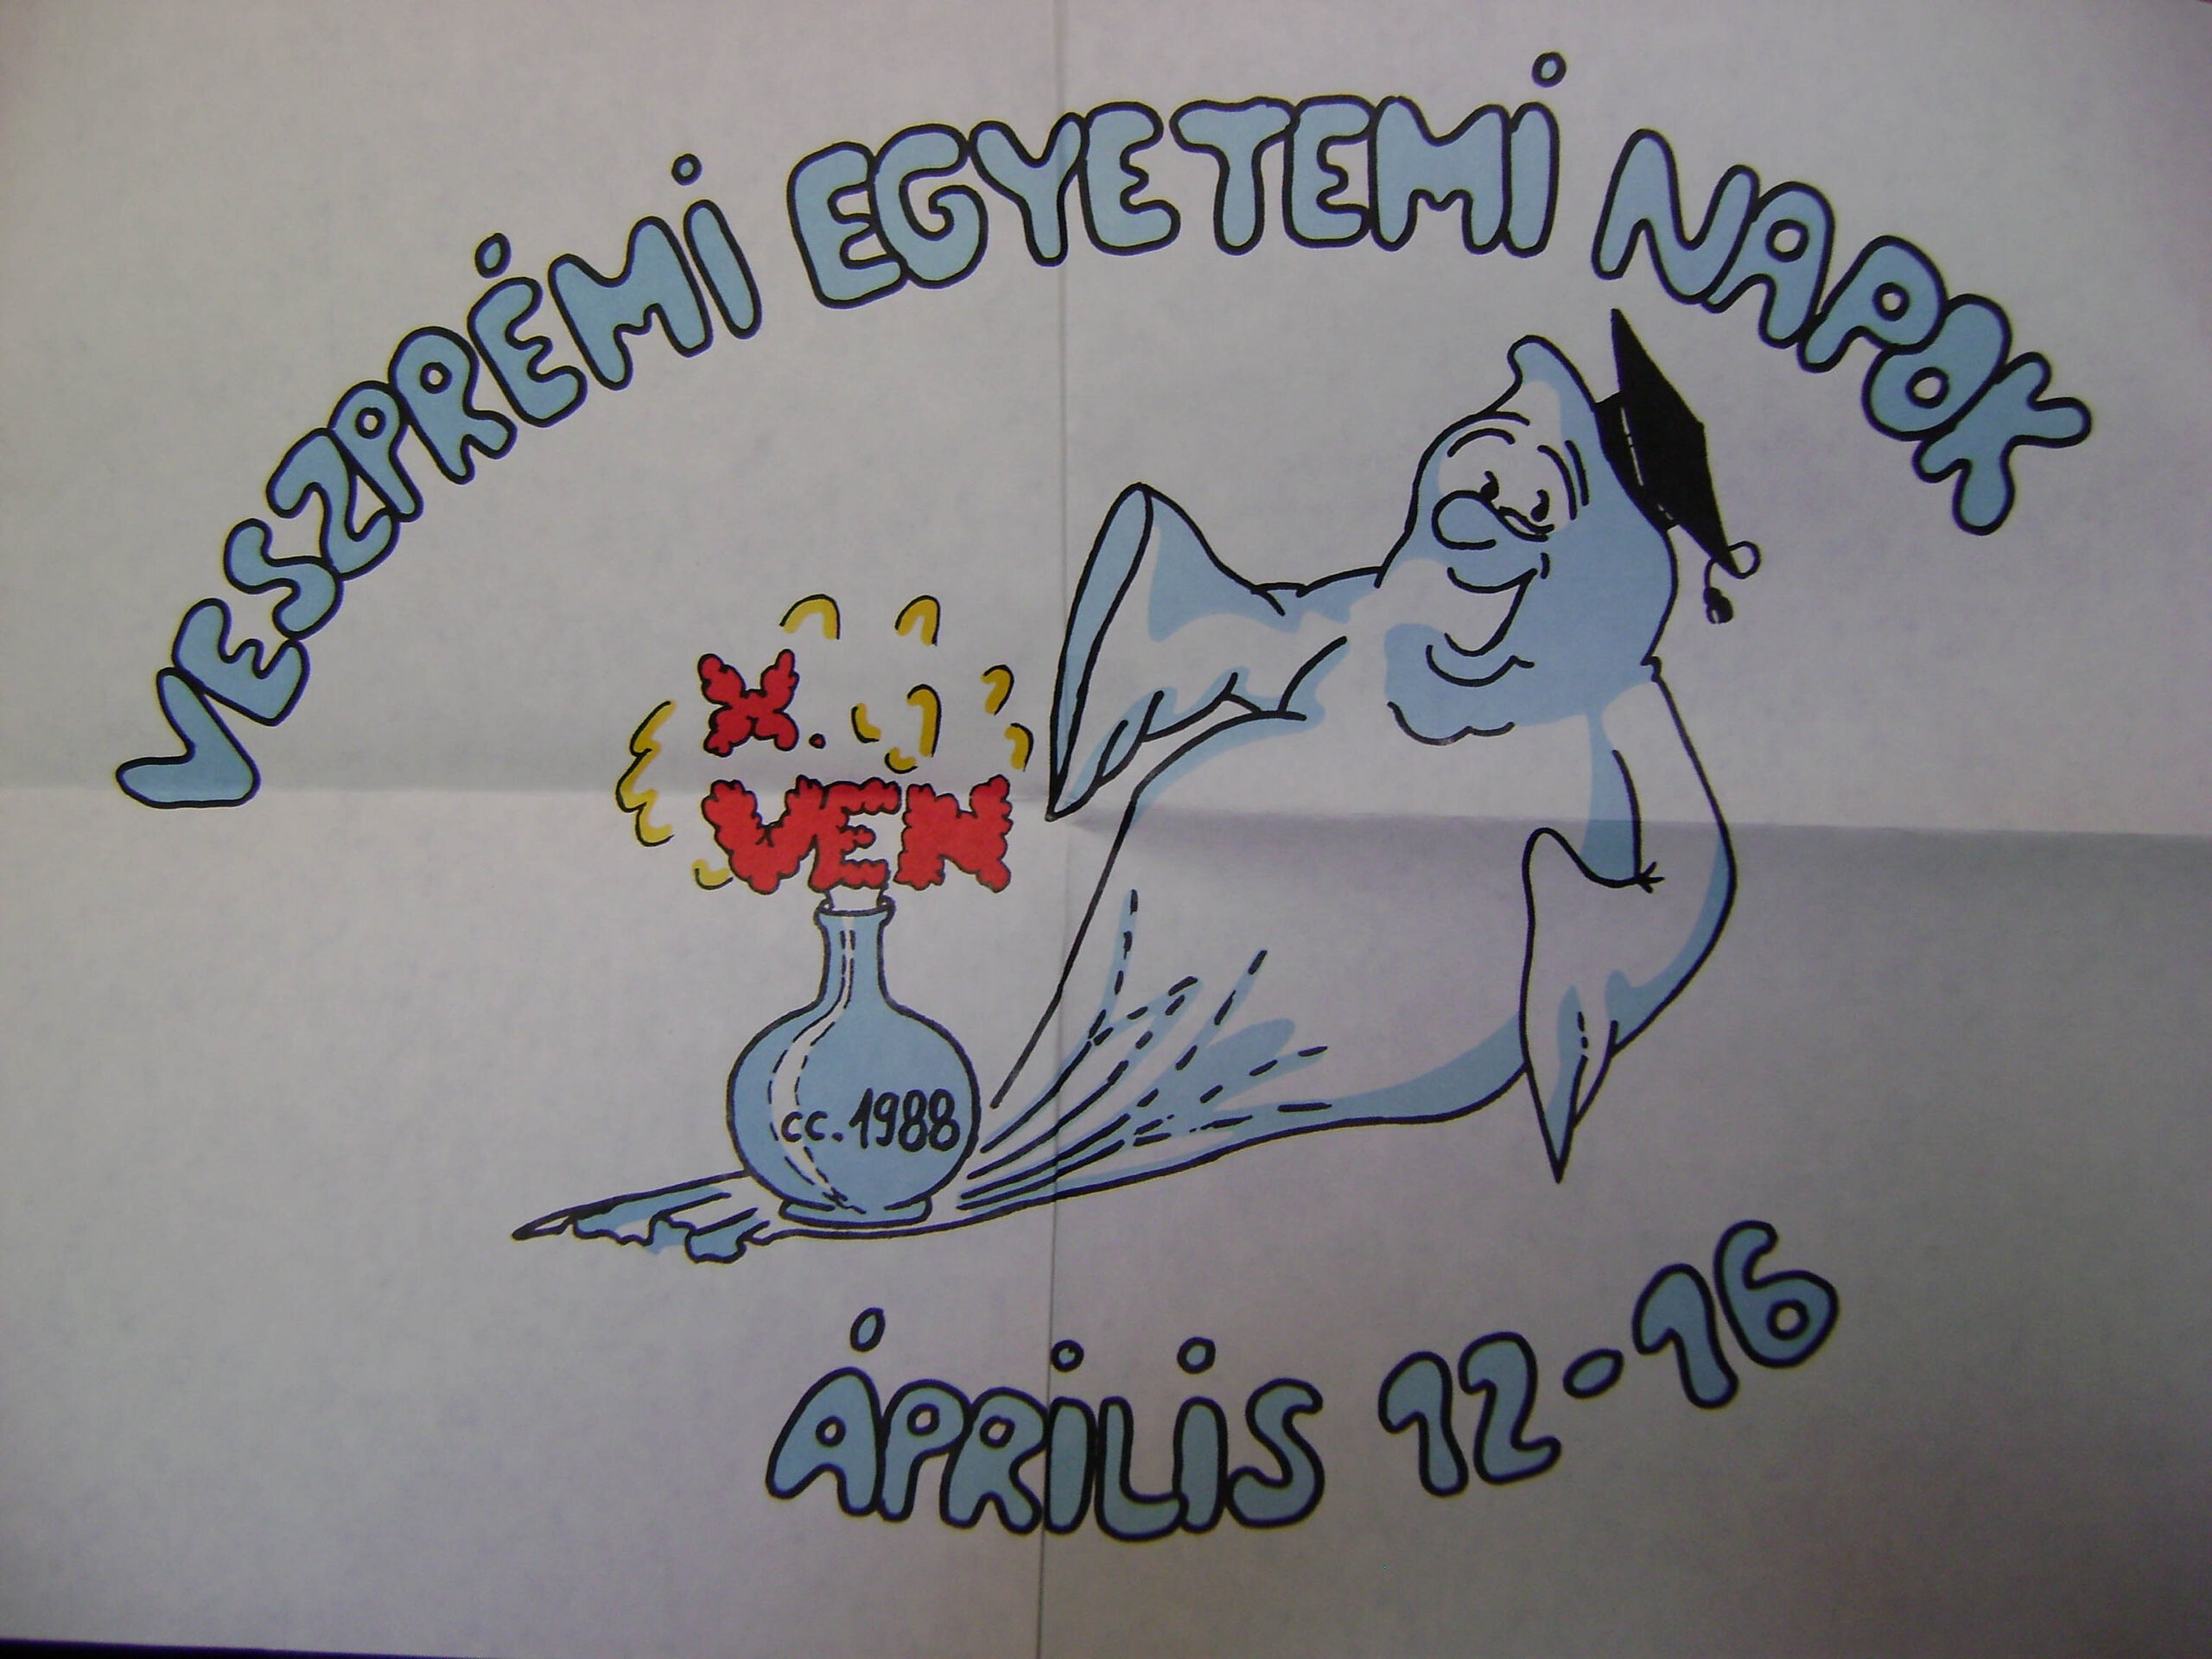 VESZPRÉMI EGYETEMI NAPOK
X.
VEN
cc. 1988
ÁPRILIS 12-16